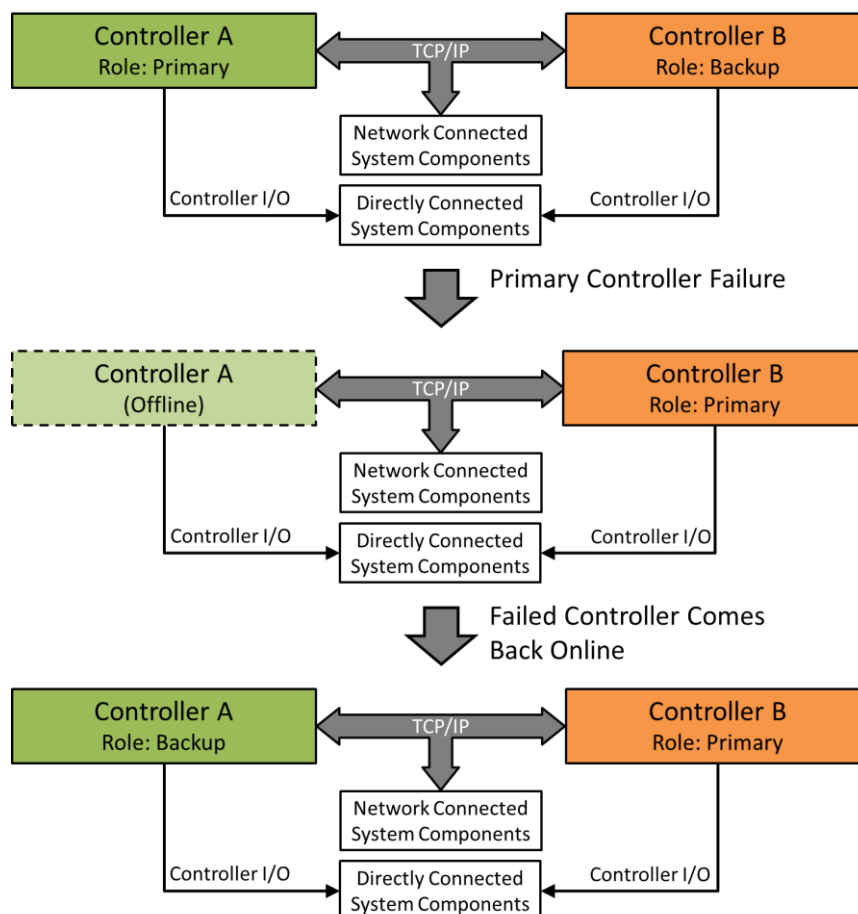 Controller A
Role: Primary
TCP/IP
Controller B
Role: Backup
Network Connected
System Components
Controller I/O
Directly Connected
System Components
Controller I/O
Primary Controller Failure
Controller A
(Offline)
TCP/IP
Controller B
Role: Primary
Network Connected
System Components
Controller I/O
Directly Connected
System Components
Controller I/O
Failed Controller Comes
Back Online
Controller A
Role: Backup
TCP/IP
Controller B
Role: Primary
Network Connected
System Components
Controller I/O
Directly Connected
System Components
Controller I/O